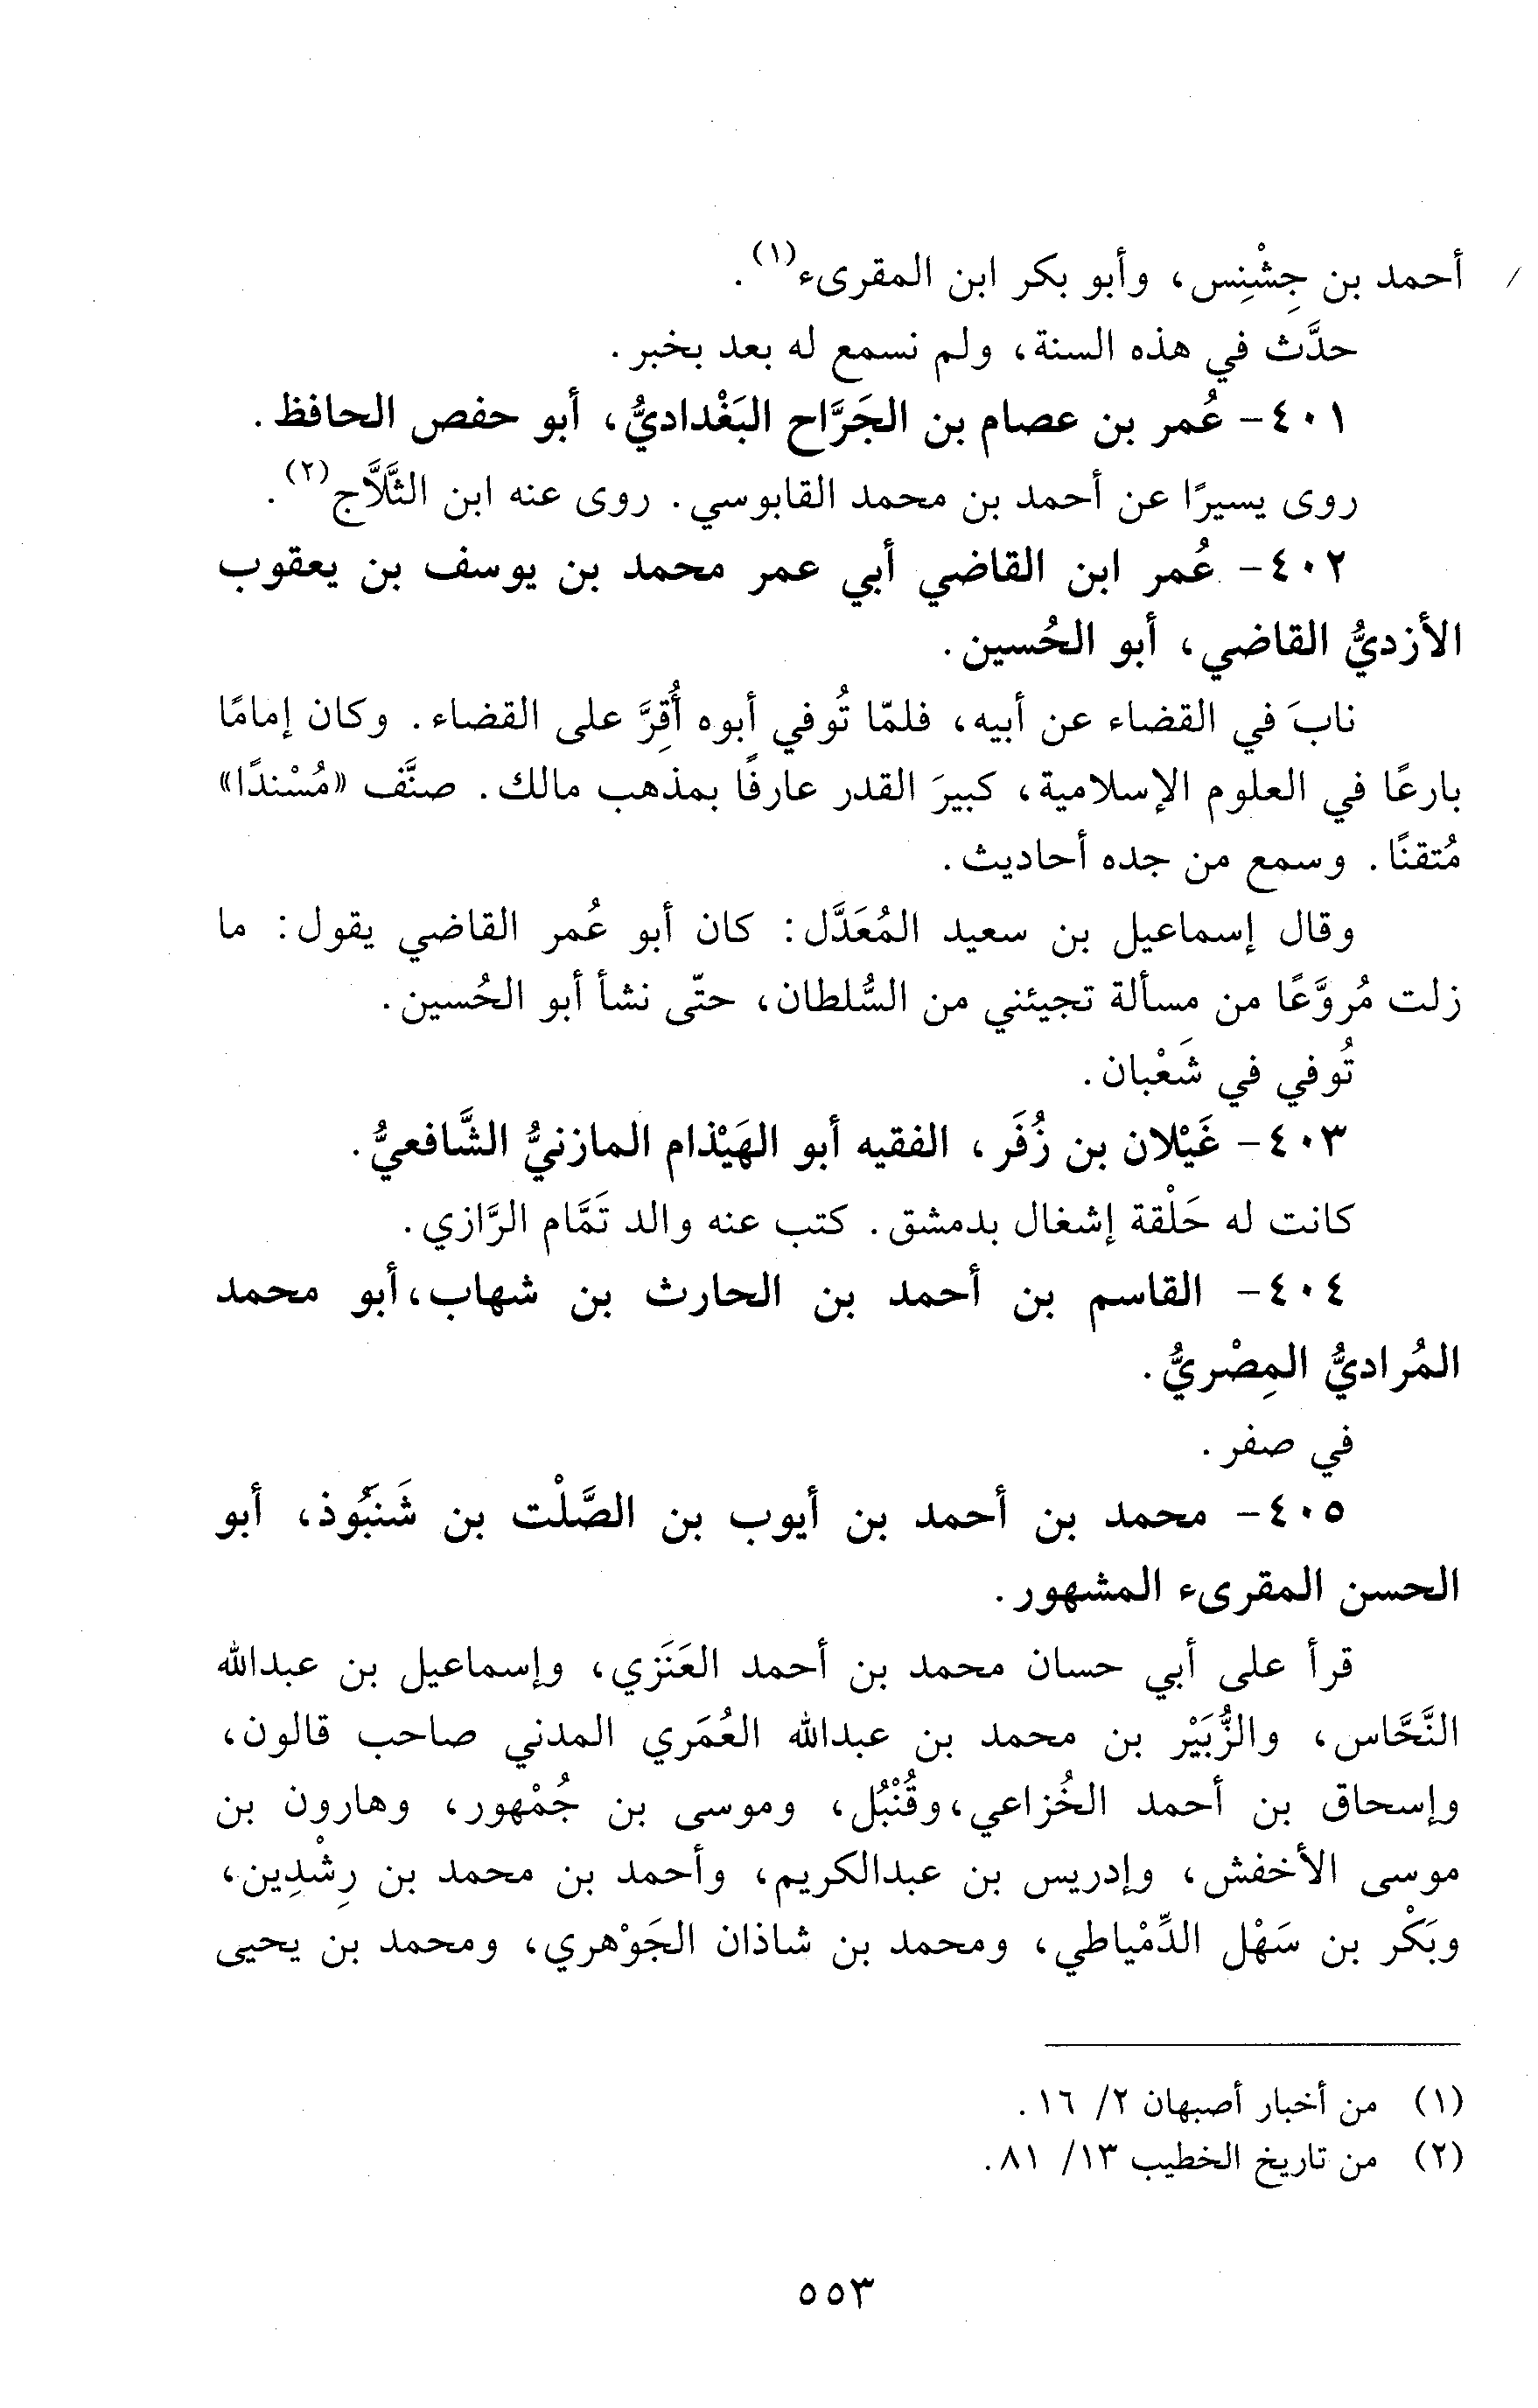 أحمد بن جِشْنِس، وأبو بكر ابن المقرىء(١).
حدَّث في هذه السنة، ولم نسمع له بعد بخبر.
٤٠١- عُمر بن عصام بن الجَرَّاح البَغْداديُّ، أبو حفص الحافظ.
روى يسيرًا عن أحمد بن محمد القابوسي. روى عنه ابن الثَّلَّاج(٢).
٤٠٢- عُمر ابن القاضي أبي عمر محمد بن يوسف بن يعقوب
الأزديُّ القاضي، أبو الحُسين.
نابَ في القضاء عن أبيه، فلمّا تُوفي أبوه أُقِرَّ على القضاء. وكان إمامًا
بارعًا في العلوم الإسلامية، كبيرَ القدر عارفًا بمذهب مالك. صنَّف «مُسْندًا»
مُتقنًا. وسمع من جده أحاديث.
وقال إسماعيل بن سعيد المُعَدَّل: كان أبو عُمر القاضي يقول: ما
زلت مُروَّعًا من مسألة تجيئني من السُّلطان، حتّى نشأ أبو الحُسين.
تُوفي في شَعْبان.
٤٠٣- غَيْلان بن زُفَر، الفقيه أبو الهَيْذام المازنيُّ الشَّافعيُّ.
كانت له حَلْقة إشغال بدمشق. كتب عنه والد تَمَّام الرَّازي.
٤٠٤- القاسم بن أحمد بن الحارث بن شهاب، أبو محمد
المُراديُّ المِصْريُّ.
في صفر.
٤٠٥- محمد بن أحمد بن أيوب بن الصَّلْت بن شَنَبُوذ، أبو
الحسن المقرىء المشهور.
قرأ على أبي حسان محمد بن أحمد العَنَزي، وإسماعيل بن عبدالله
النَّحَّاس، والزُّبَيْر بن محمد بن عبدالله العُمَري المدني صاحب قالون،
وإسحاق بن أحمد الخُزاعي، وقُنْبُل، وموسى بن جُمْهور، وهارون بن
موسى الأخفش، وإدريس بن عبدالكريم، وأحمد بن محمد بن رِشْدِين،
وبَكْر بن سَهْل الدِّمْياطي، ومحمد بن شاذان الجَوْهري، ومحمد بن يحيى
(١) من أخبار أصبهان ٢/ ١٦.
(٢) من تاريخ الخطيب ١٣/ ٨١.
٥٥٣